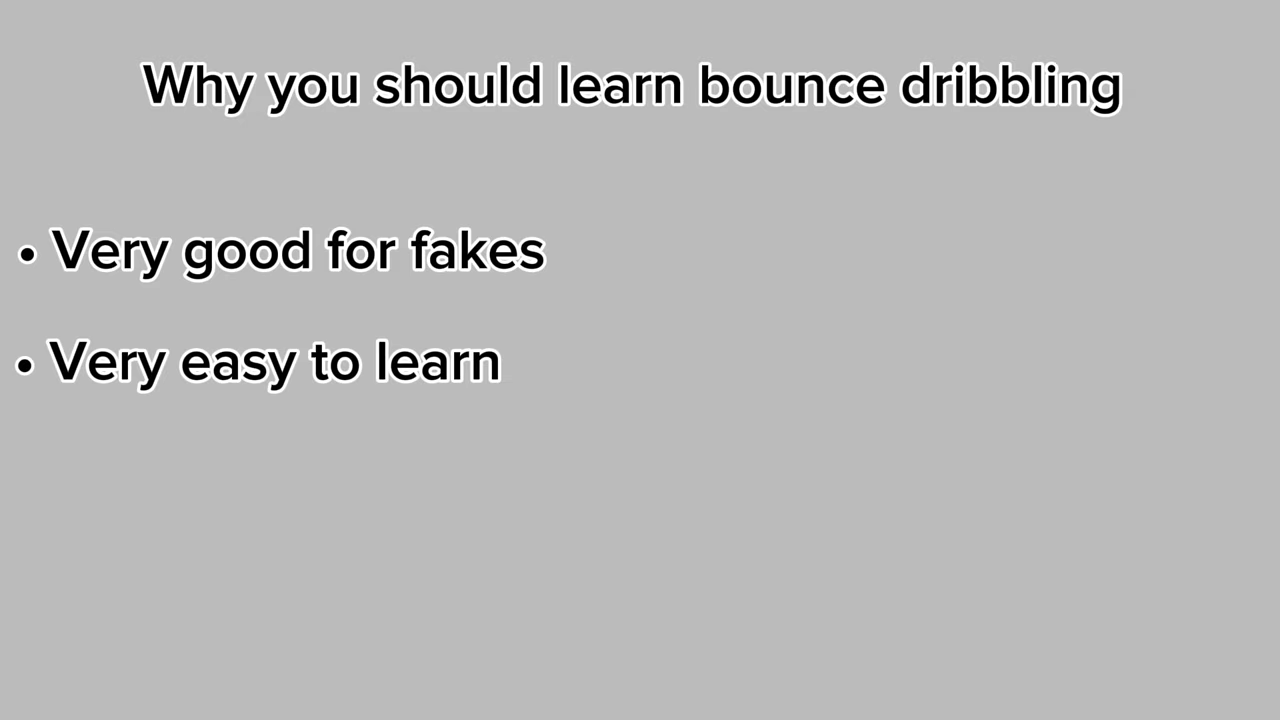 Why you should learn bounce dribbling
• Very good for fakes
• Very easy to learn